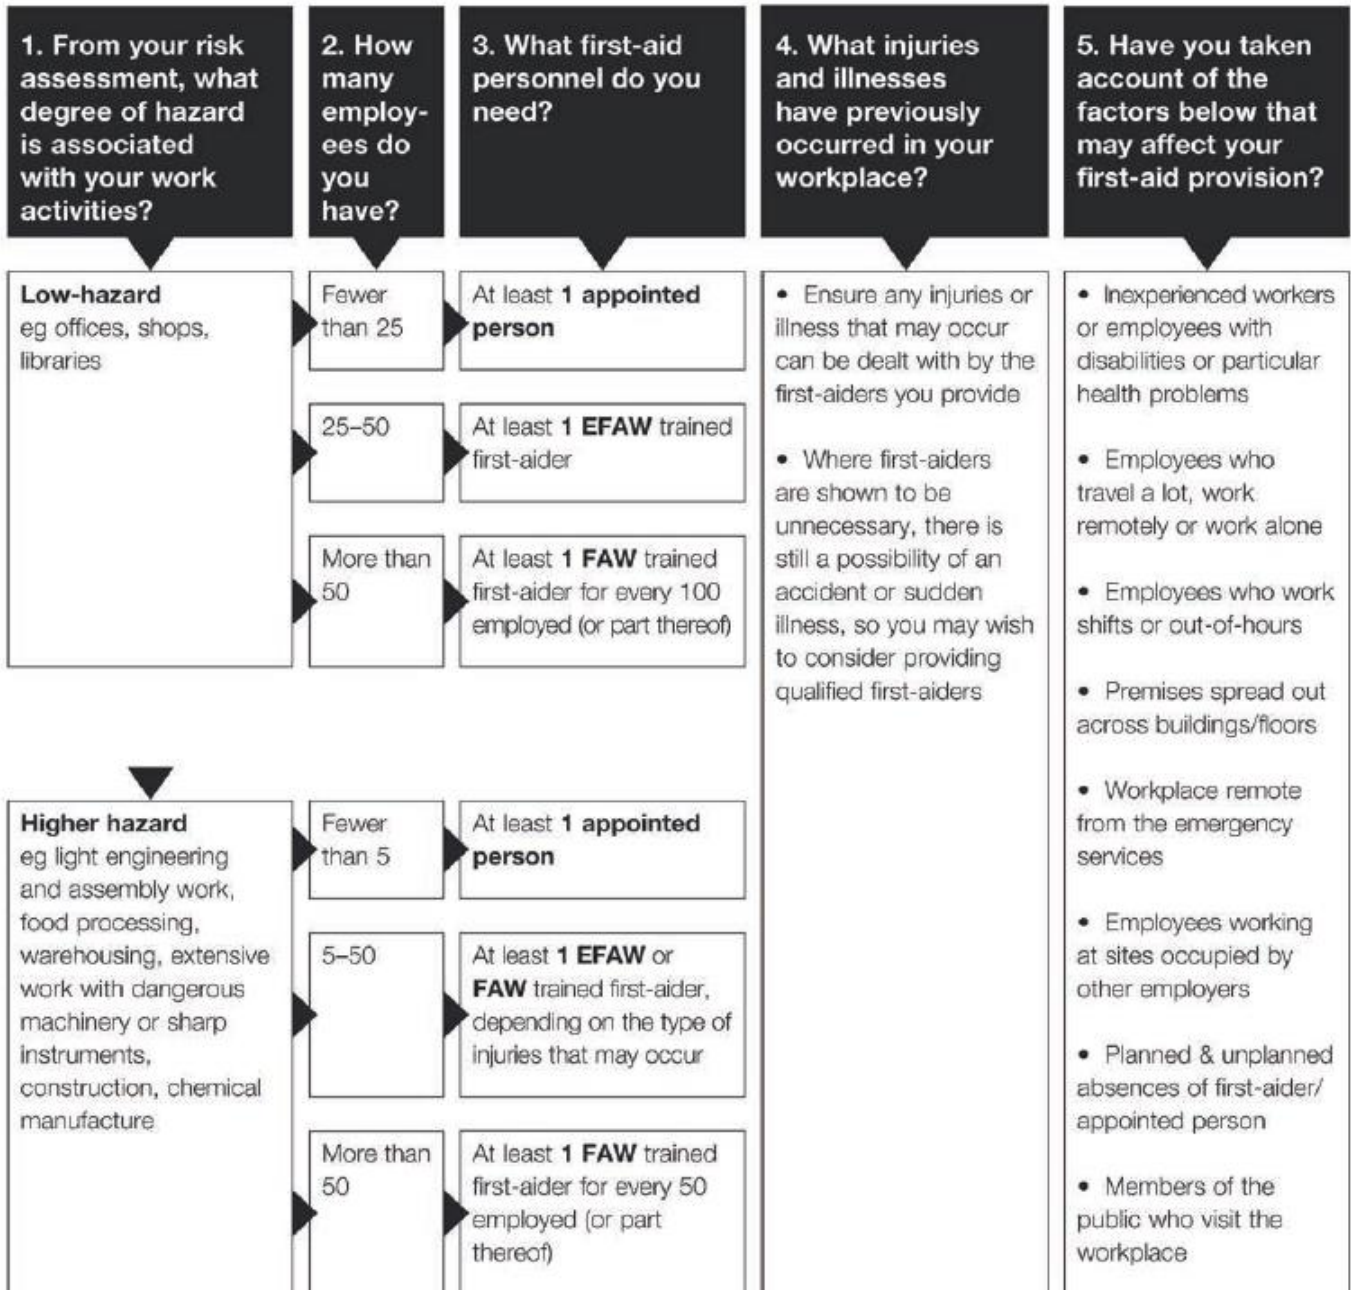 1. From your risk
assessment, what
degree of hazard
is associated
with your work
activities?
2. How
many
employ-
ees do
you
have?
3. What first-aid
personnel do you
need?
4. What injuries
and illnesses
have previously
occurred in your
workplace?
5. Have you taken
account of the
factors below that
may affect your
first-aid provision?
Low-hazard
eg offices, shops,
libraries
Fewer
than 25
At least 1 appointed
person
25–50
At least 1 EFAW trained
first-aider
More than
50
At least 1 FAW trained
first-aider for every 100
employed (or part thereof)
Higher hazard
eg light engineering
and assembly work,
food processing,
warehousing, extensive
work with dangerous
machinery or sharp
instruments,
construction, chemical
manufacture
Fewer
than 5
At least 1 appointed
person
5–50
At least 1 EFAW or
FAW trained first-aider,
depending on the type of
injuries that may occur
More than
50
At least 1 FAW trained
first-aider for every 50
employed (or part
thereof)
• Ensure any injuries or
illness that may occur
can be dealt with by the
first-aiders you provide
• Where first-aiders
are shown to be
unnecessary, there is
still a possibility of an
accident or sudden
illness, so you may wish
to consider providing
qualified first-aiders
• Inexperienced workers
or employees with
disabilities or particular
health problems
• Employees who
travel a lot, work
remotely or work alone
• Employees who work
shifts or out-of-hours
• Premises spread out
across buildings/floors
• Workplace remote
from the emergency
services
• Employees working
at sites occupied by
other employers
• Planned & unplanned
absences of first-aider/
appointed person
• Members of the
public who visit the
workplace